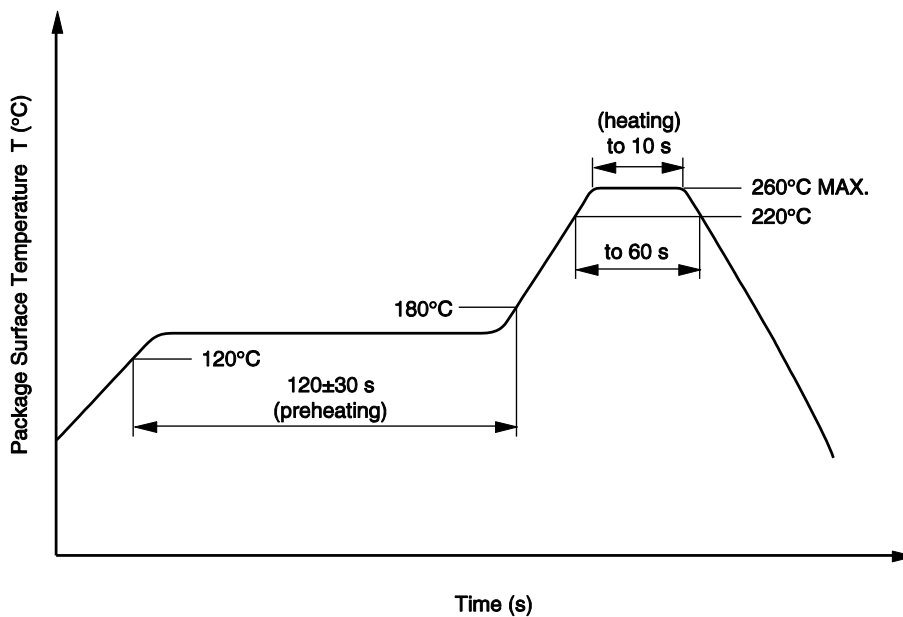 Package Surface Temperature T (°C)
(heating)
to 10 s
260°C MAX.
220°C
to 60 s
180°C
120°C
120±30 s
(preheating)
Time (s)